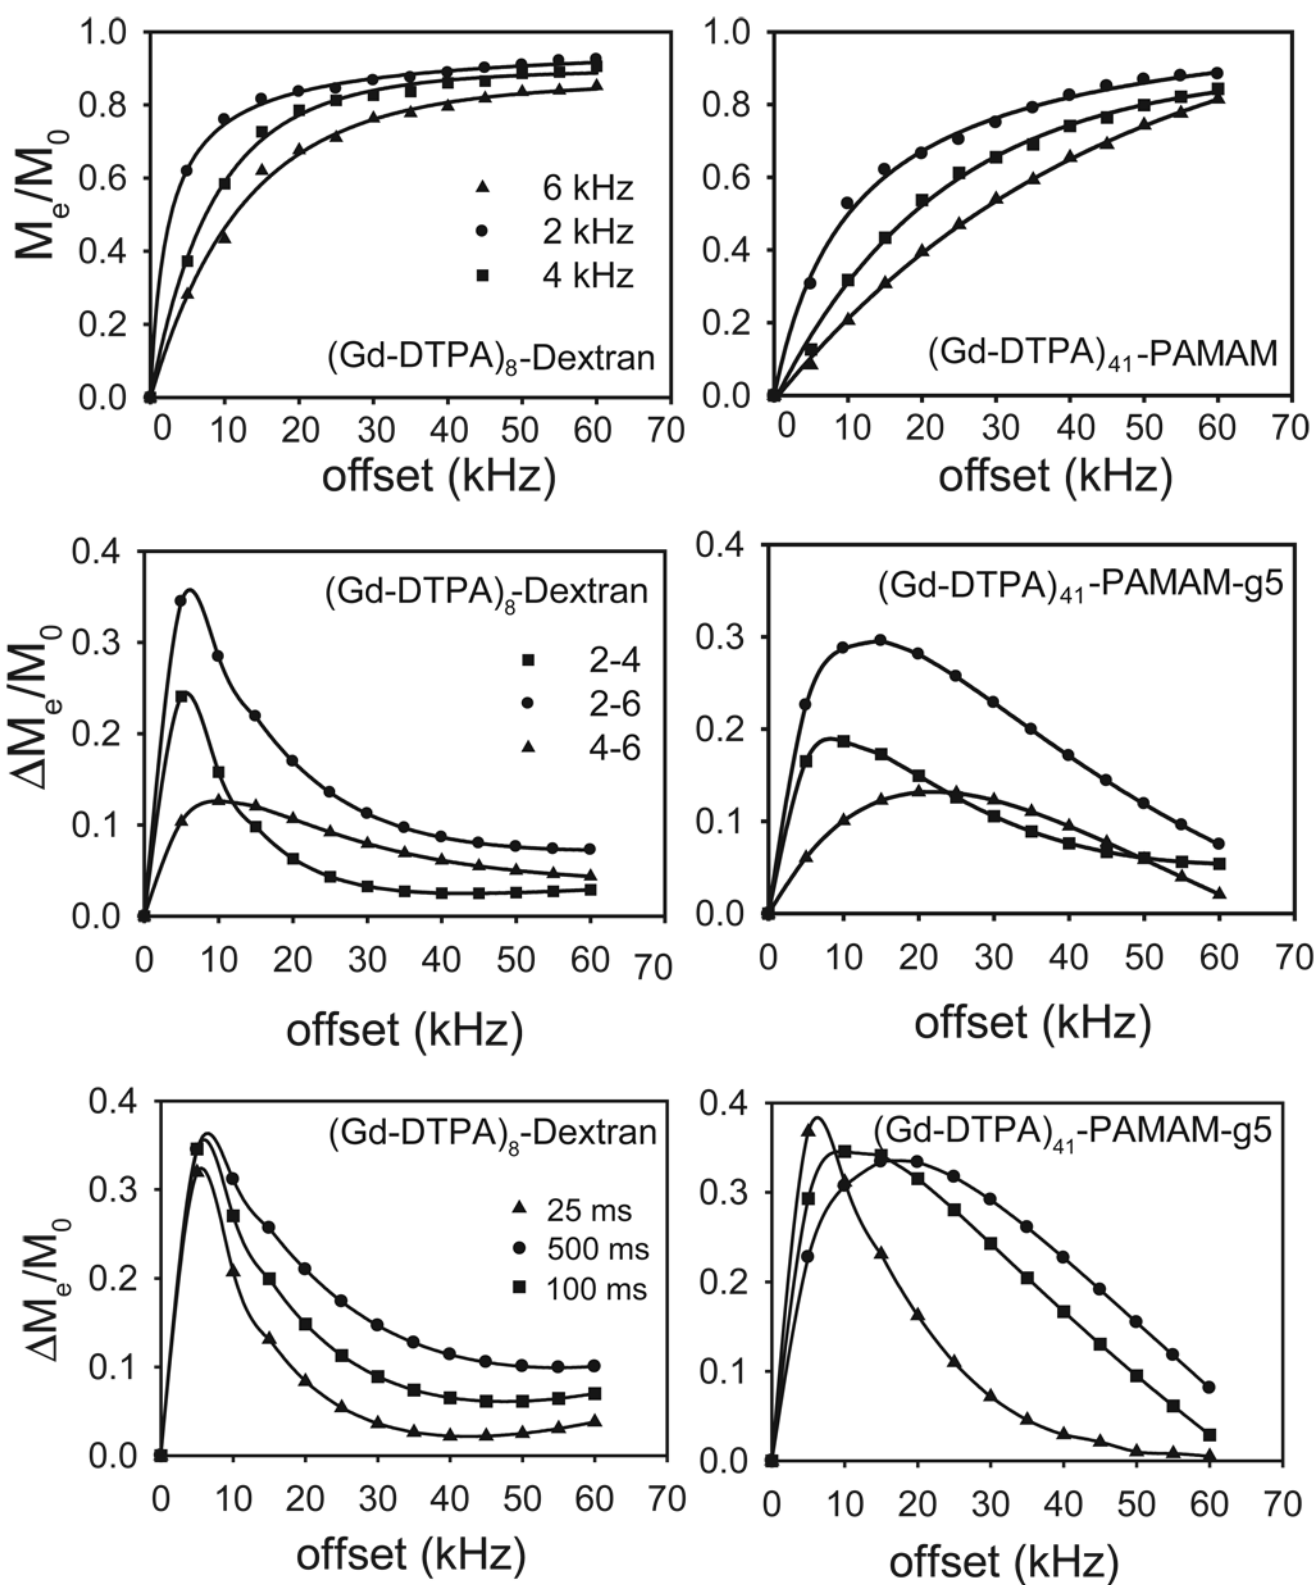 1.0
0.8
0.6
0.4
0.2
0.0
Me/M0
6 kHz
2 kHz
4 kHz
(Gd-DTPA)8-Dextran
0 10 20 30 40 50 60 70
offset (kHz)
1.0
0.8
0.6
0.4
0.2
0.0
(Gd-DTPA)41-PAMAM
0 10 20 30 40 50 60 70
offset (kHz)
0.4
0.3
0.2
0.1
0.0
ΔMe/M0
(Gd-DTPA)8-Dextran
2-4
2-6
4-6
0 10 20 30 40 50 60 70
offset (kHz)
0.4
0.3
0.2
0.1
0.0
(Gd-DTPA)41-PAMAM-g5
0 10 20 30 40 50 60 70
offset (kHz)
0.4
0.3
0.2
0.1
0.0
ΔMe/M0
(Gd-DTPA)8-Dextran
25 ms
500 ms
100 ms
0 10 20 30 40 50 60 70
offset (kHz)
0.4
0.3
0.2
0.1
0.0
(Gd-DTPA)41-PAMAM-g5
0 10 20 30 40 50 60 70
offset (kHz)